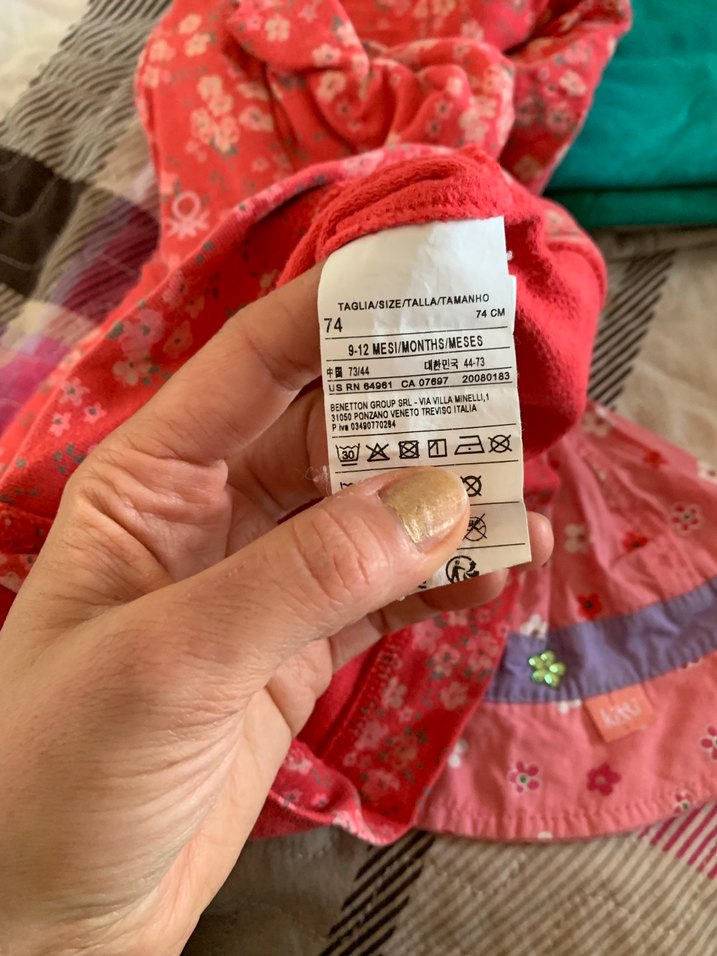 TAGLIA/SIZE/TALLA/TAMANHO
74 74 CM
9-12 MESI/MONTHS/MESES
中国 73/44 대한민국 44-73
US RN 64961 CA 07697 20080183
BENETTON GROUP SRL - VIA VILLA MINELLI,1
31050 PONZANO VENETO TREVISO ITALIA
P iva 03490770264
30